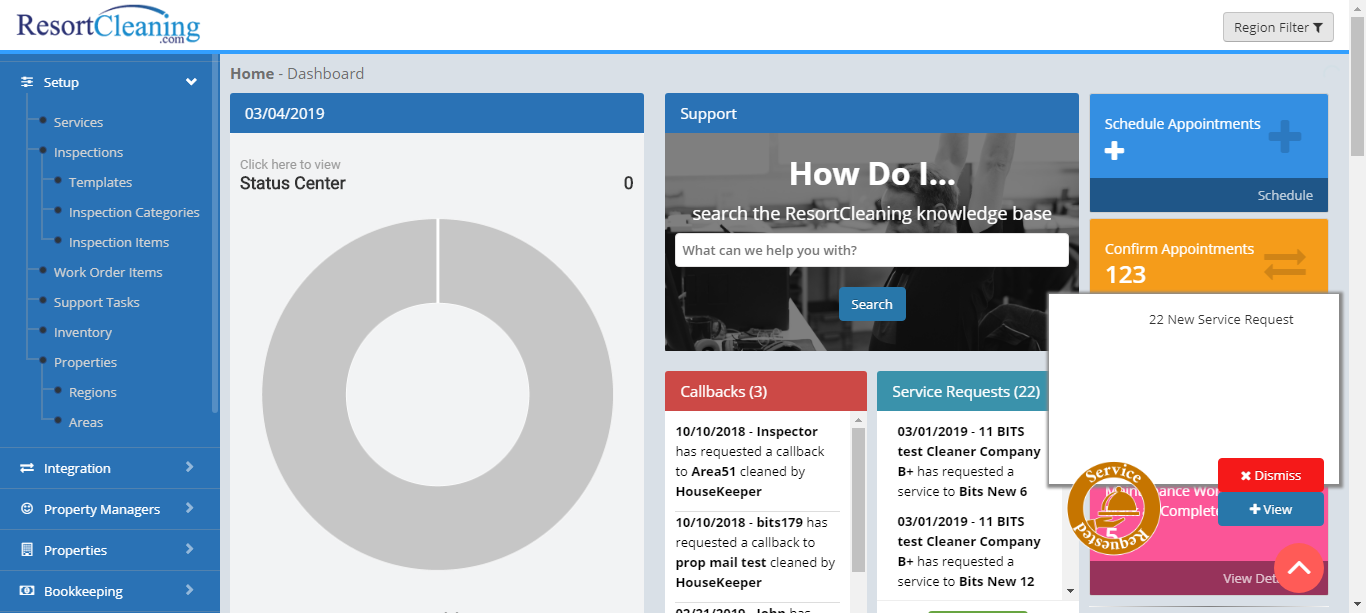 ResortCleaning
.com
Region Filter
Setup
Services
Inspections
Templates
Inspection Categories
Inspection Items
Work Order Items
Support Tasks
Inventory
Properties
Regions
Areas
Integration
Property Managers
Properties
Bookkeeping
Home - Dashboard
03/04/2019
Click here to view
Status Center 0
Support
How Do I...
search the ResortCleaning knowledge base
What can we help you with?
Search
Callbacks (3)
10/10/2018 - Inspector
has requested a callback
to Area51 cleaned by
HouseKeeper
10/10/2018 - bits179 has
requested a callback to
prop mail test cleaned by
HouseKeeper
02/21/2019 - John has
Service Requests (22)
03/01/2019 - 11 BITS
test Cleaner Company
B+ has requested a
service to Bits New 6
03/01/2019 - 11 BITS
test Cleaner Company
B+ has requested a
service to Bits New 12
Schedule Appointments
Schedule
Confirm Appointments
123
22 New Service Request
Dismiss
View
Service
Requested
Complete
5
View